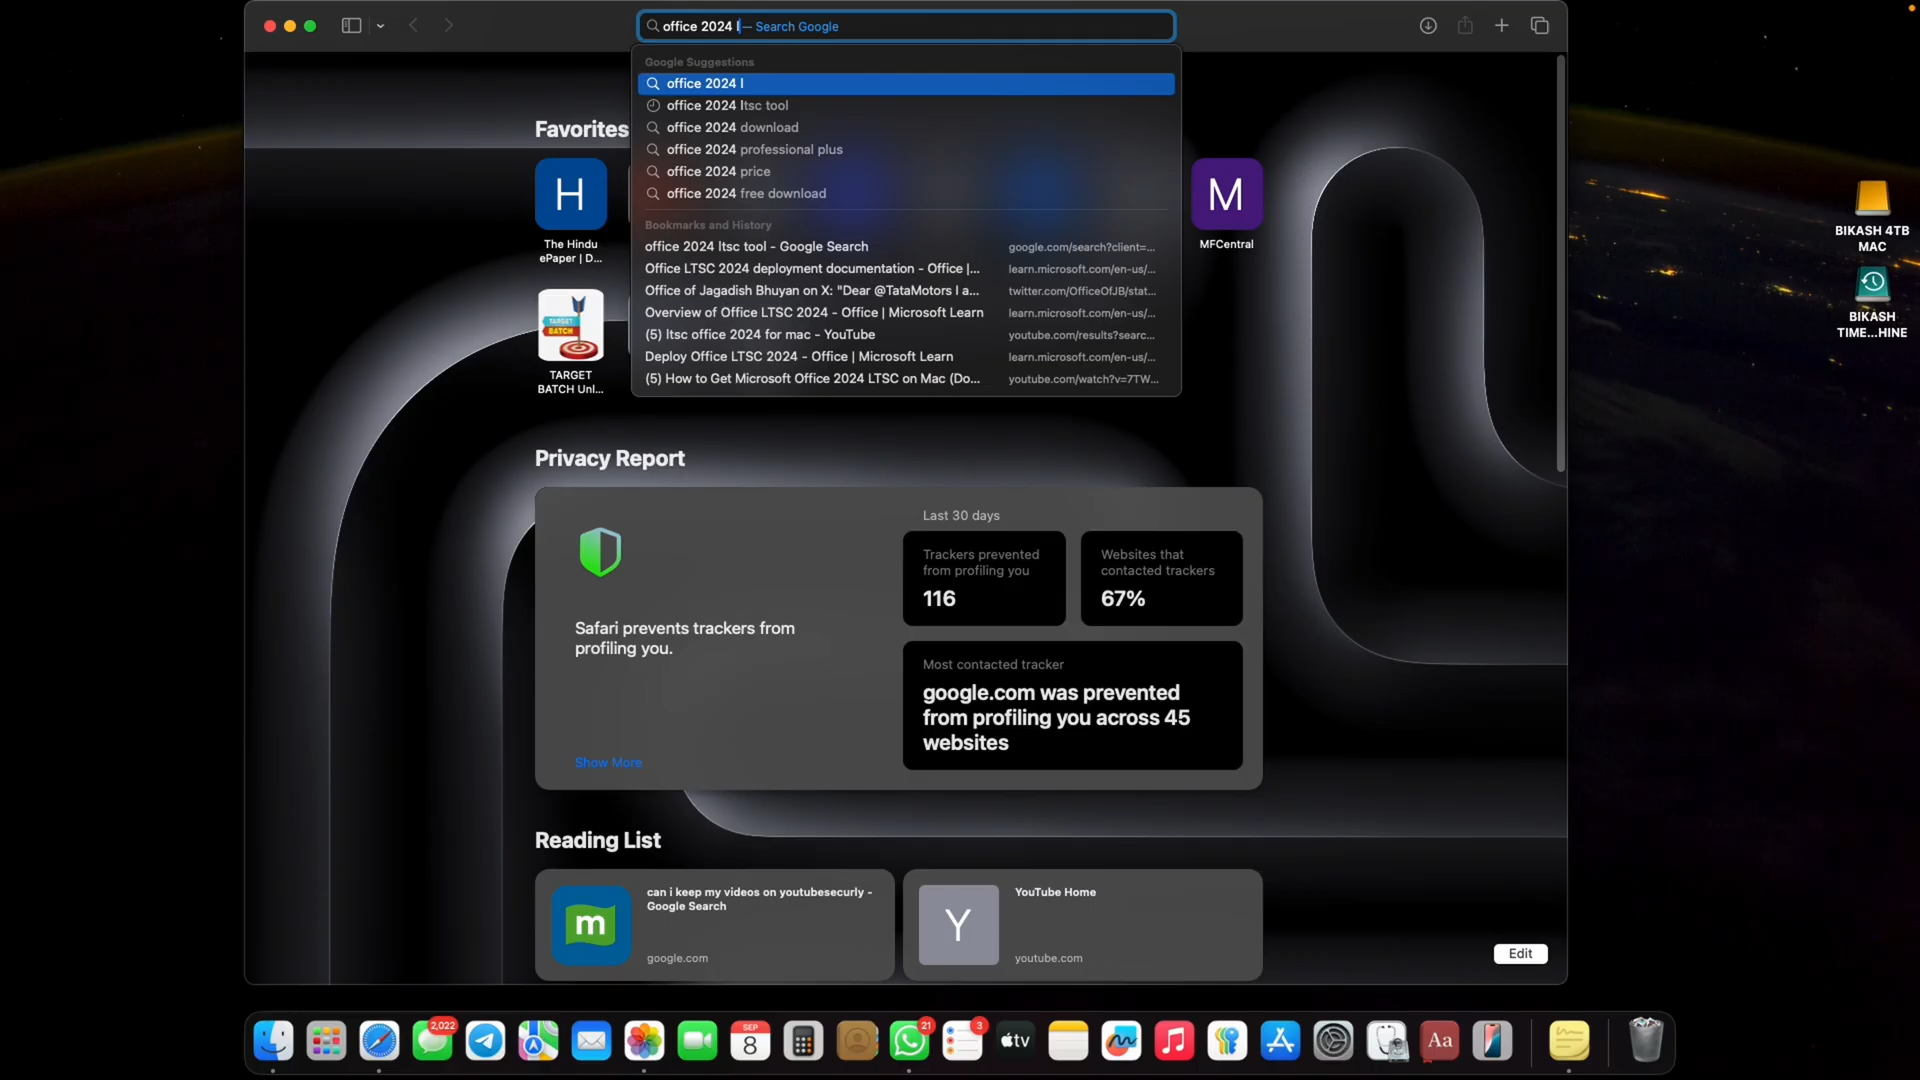 office 2024 l — Search Google
Google Suggestions
office 2024 l
office 2024 ltsc tool
office 2024 download
office 2024 professional plus
office 2024 price
office 2024 free download
Bookmarks and History
office 2024 ltsc tool - Google Search google.com/search?client=...
Office LTSC 2024 deployment documentation - Office |... learn.microsoft.com/en-us/...
Office of Jagadish Bhuyan on X: "Dear @TataMotors I a... twitter.com/OfficeOfJB/stat...
Overview of Office LTSC 2024 - Office | Microsoft Learn learn.microsoft.com/en-us/...
(5) ltsc office 2024 for mac - YouTube youtube.com/results?searc...
Deploy Office LTSC 2024 - Office | Microsoft Learn learn.microsoft.com/en-us/...
(5) How to Get Microsoft Office 2024 LTSC on Mac (Do... youtube.com/watch?v=7TW...
Favorites
H
The Hindu
ePaper | D...
M
MFCentral
TARGET
BATCH
TARGET
BATCH Unl...
BIKASH 4TB
MAC
BIKASH
TIME...HINE
Privacy Report
Last 30 days
Trackers prevented
from profiling you
116
Websites that
contacted trackers
67%
Safari prevents trackers from
profiling you.
Most contacted tracker
google.com was prevented
from profiling you across 45
websites
Show More
Reading List
m
can i keep my videos on youtubesecurly -
Google Search
google.com
Y
YouTube Home
youtube.com
Edit
2,022
SEP
8
21
3
tv
Aa